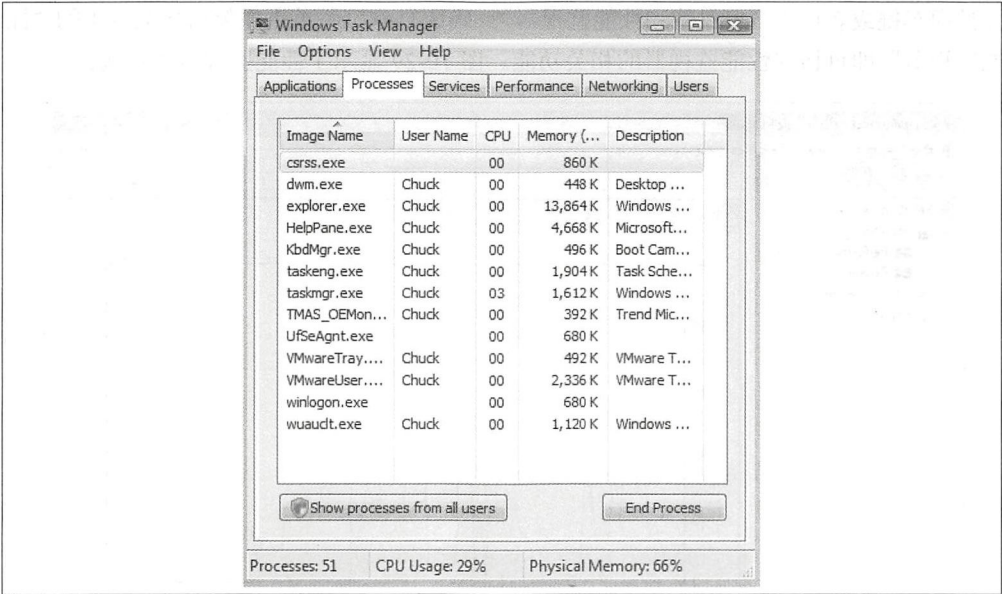 Windows Task Manager
File Options View Help
Applications Processes Services Performance Networking Users
Image Name User Name CPU Memory (... Description
csrss.exe 00 860 K
dwm.exe Chuck 00 448 K Desktop ...
explorer.exe Chuck 00 13,864 K Windows ...
HelpPane.exe Chuck 00 4,668 K Microsoft...
KbdMgr.exe Chuck 00 496 K Boot Cam...
taskeng.exe Chuck 00 1,904 K Task Sche...
taskmgr.exe Chuck 03 1,612 K Windows ...
TMAS_OEMon... Chuck 00 392 K Trend Mic...
UfSeAgnt.exe 00 680 K
VMwareTray.... Chuck 00 492 K VMware T...
VMwareUser.... Chuck 00 2,336 K VMware T...
winlogon.exe 00 680 K
wuauclt.exe Chuck 00 1,120 K Windows ...
Show processes from all users End Process
Processes: 51 CPU Usage: 29% Physical Memory: 66%